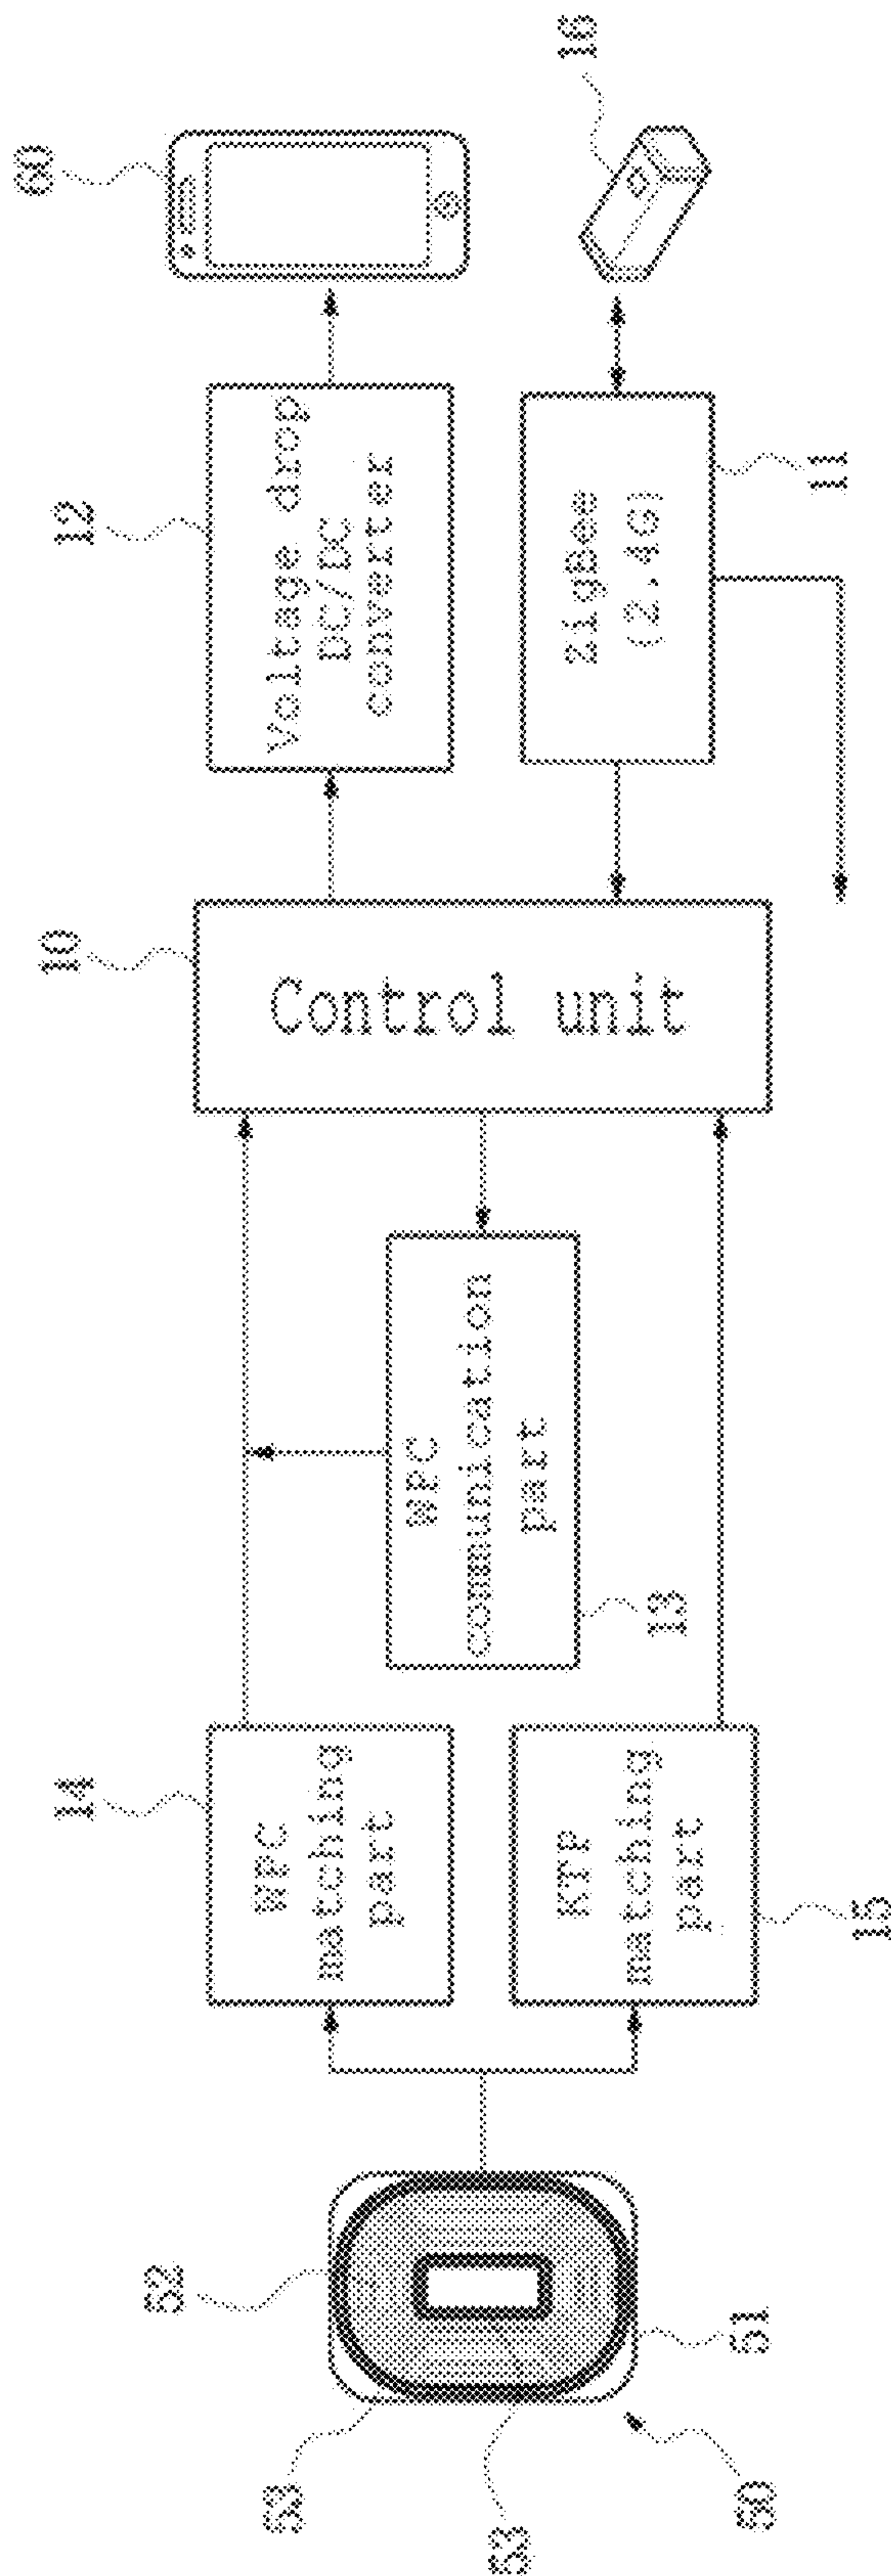 53
52
53
51
50
14
WPC
matching
part
KTP
matching
part
15
WPC
communication
part
13
10
Control unit
12
Voltage drop
DC/DC
converter
ZigBee
(2.4G)
11
60
16